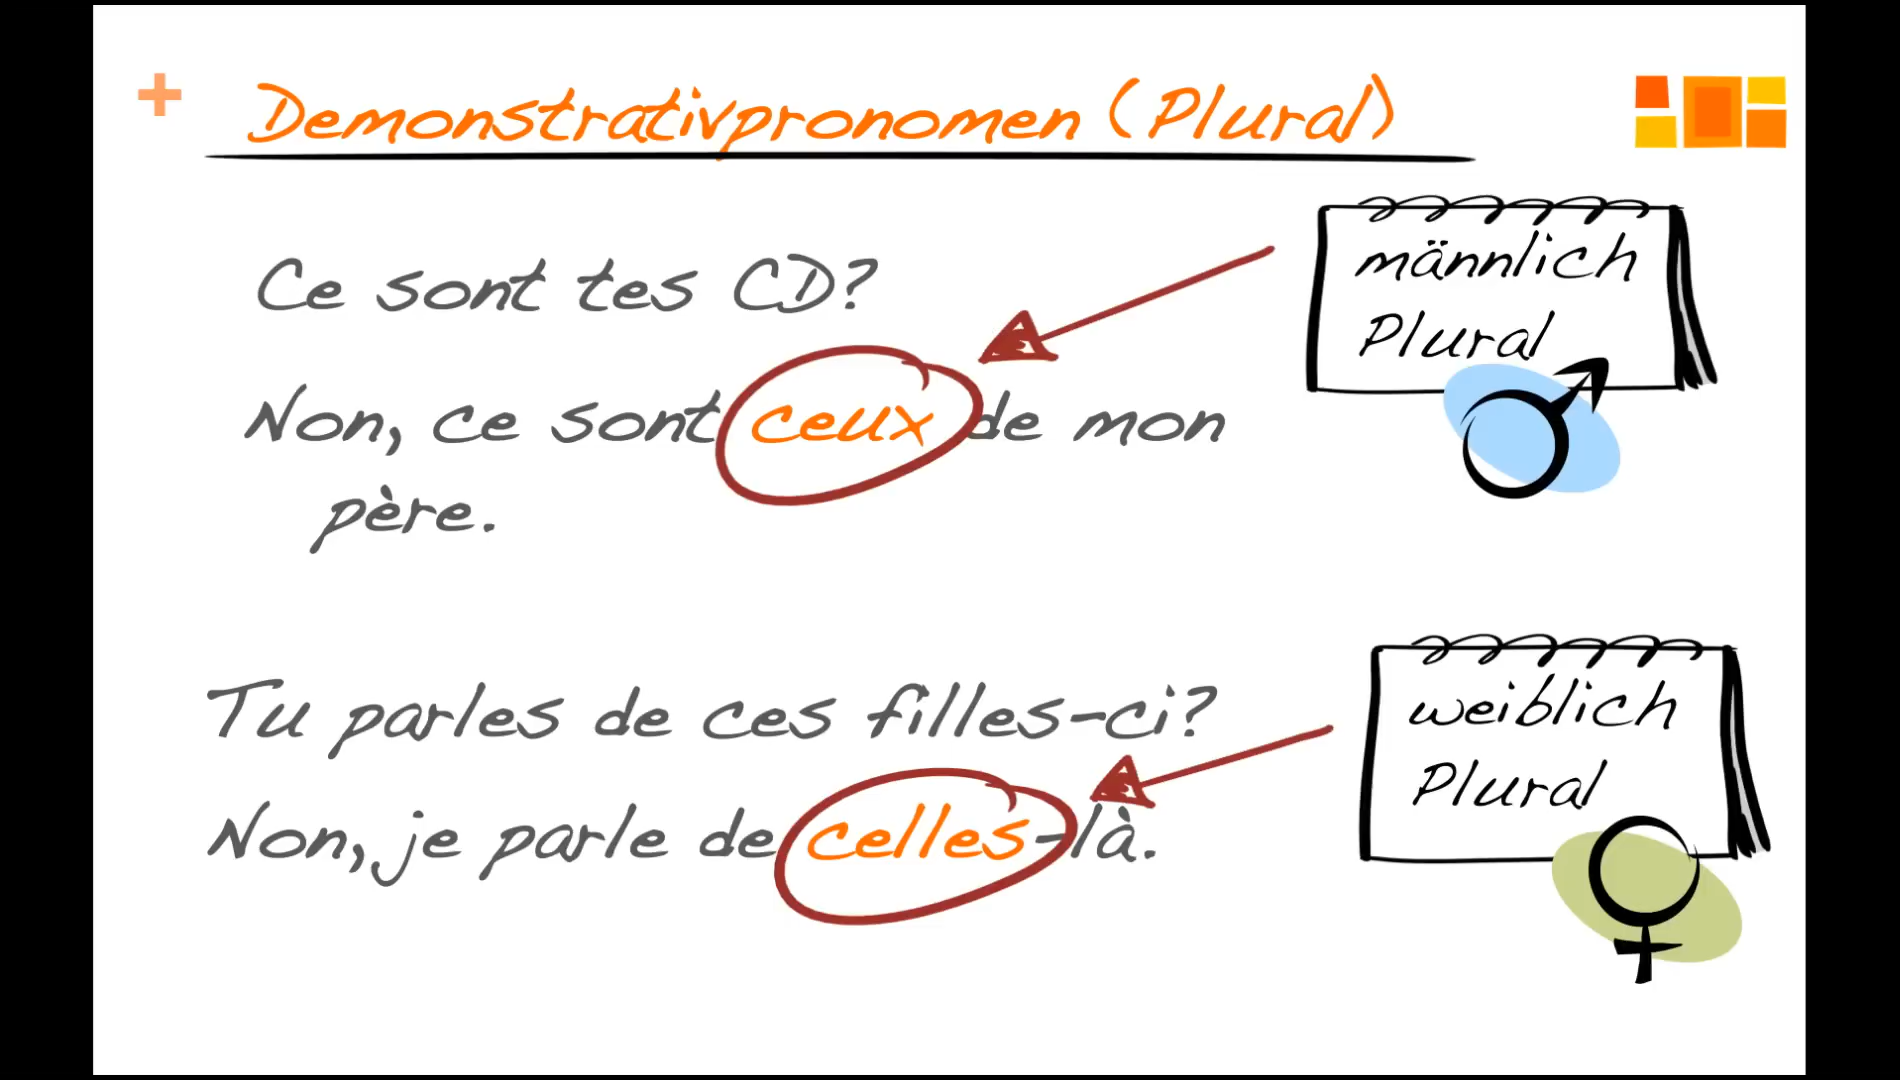 Demonstrativpronomen (Plural)
Ce sont tes CD?
Non, ce sont ceux de mon
père.
männlich
Plural
Tu parles de ces filles-ci?
Non, je parle de celles-là.
weiblich
Plural